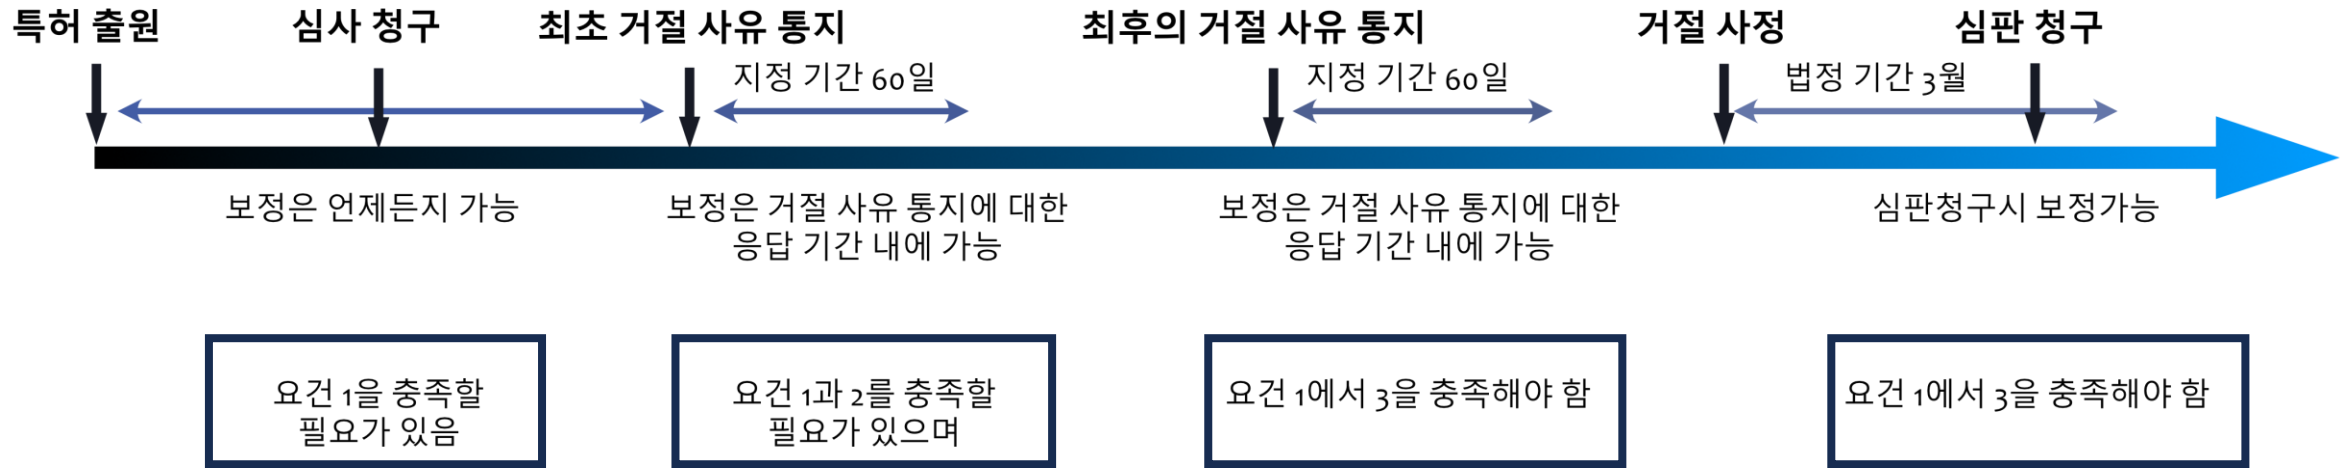 특허 출원
심사 청구
최초 거절 사유 통지
최후의 거절 사유 통지
거절 사정
심판 청구
지정 기간 60일
지정 기간 60일
법정 기간 3월
보정은 언제든지 가능
보정은 거절 사유 통지에 대한
응답 기간 내에 가능
보정은 거절 사유 통지에 대한
응답 기간 내에 가능
심판청구시 보정가능
요건 1을 충족할
필요가 있음
요건 1과 2를 충족할
필요가 있으며
요건 1에서 3을 충족해야 함
요건 1에서 3을 충족해야 함